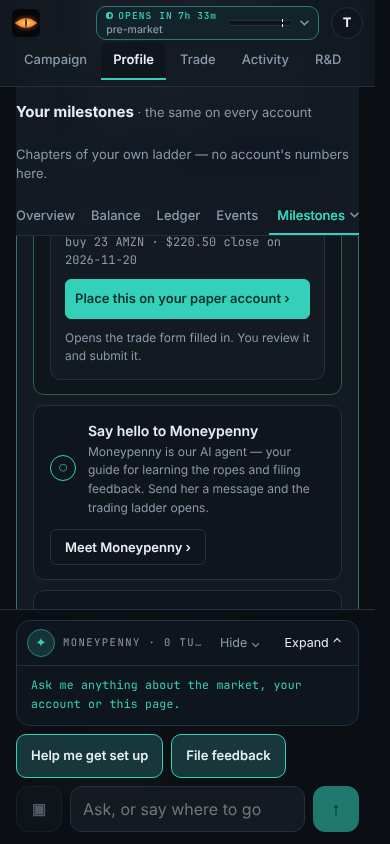 OPENS IN 7h 33m
pre-market
T
Campaign
Profile
Trade
Activity
R&D
Your milestones · the same on every account
Chapters of your own ladder — no account's numbers
here.
Overview
Balance
Ledger
Events
Milestones
buy 23 AMZN · $220.50 close on
2026-11-20
Place this on your paper account ›
Opens the trade form filled in. You review it
and submit it.
Say hello to Moneypenny
Moneypenny is our AI agent — your
guide for learning the ropes and filing
feedback. Send her a message and the
trading ladder opens.
Meet Moneypenny ›
MONEYPENNY · 0 TU…
Hide
Expand
Ask me anything about the market, your
account or this page.
Help me get set up
File feedback
Ask, or say where to go